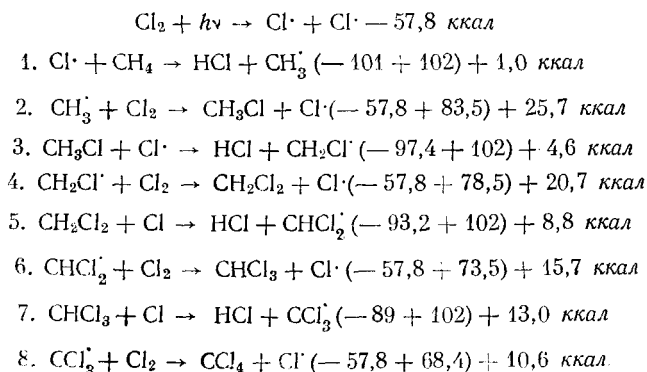 Cl₂ + hν → Cl· + Cl· — 57,8 ккал
1. Cl· + CH₄ → HCl + CH₃· (— 101 + 102) + 1,0 ккал
2. CH₃· + Cl₂ → CH₃Cl + Cl· (— 57,8 + 83,5) + 25,7 ккал
3. CH₃Cl + Cl· → HCl + CH₂Cl· (— 97,4 + 102) + 4,6 ккал
4. CH₂Cl· + Cl₂ → CH₂Cl₂ + Cl· (— 57,8 + 78,5) + 20,7 ккал
5. CH₂Cl₂ + Cl → HCl + CHCl₂· (— 93,2 + 102) + 8,8 ккал
6. CHCl₂· + Cl₂ → CHCl₃ + Cl· (— 57,8 + 73,5) + 15,7 ккал
7. CHCl₃ + Cl → HCl + CCl₃· (— 89 + 102) + 13,0 ккал
8. CCl₃· + Cl₂ → CCl₄ + Cl· (— 57,8 + 68,4) + 10,6 ккал.